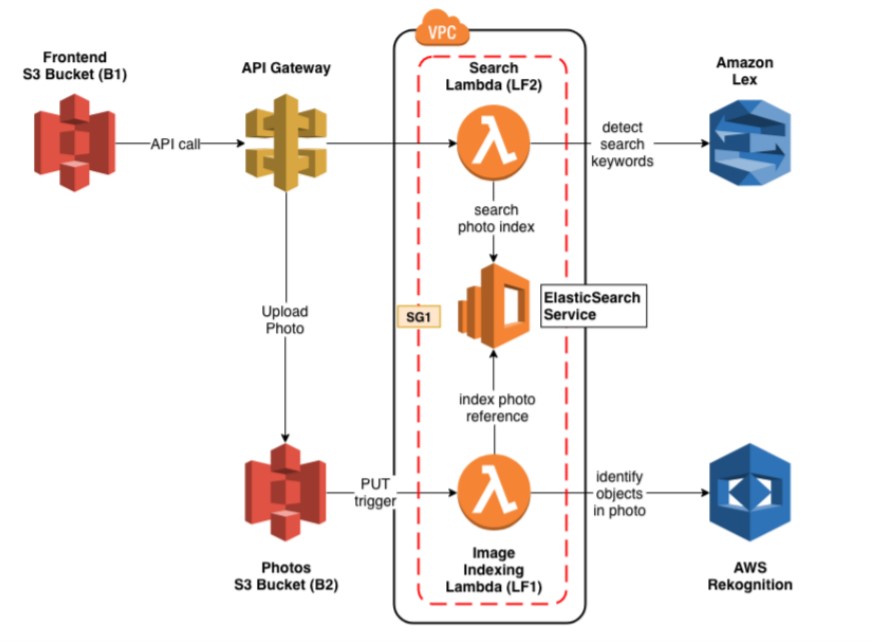 VPC
Frontend
S3 Bucket (B1)
API Gateway
Search
Lambda (LF2)
Amazon
Lex
API call
detect
search
keywords
search
photo index
Upload
Photo
SG1
ElasticSearch
Service
index photo
reference
PUT
trigger
identify
objects
in photo
Photos
S3 Bucket (B2)
Image
Indexing
Lambda (LF1)
AWS
Rekognition